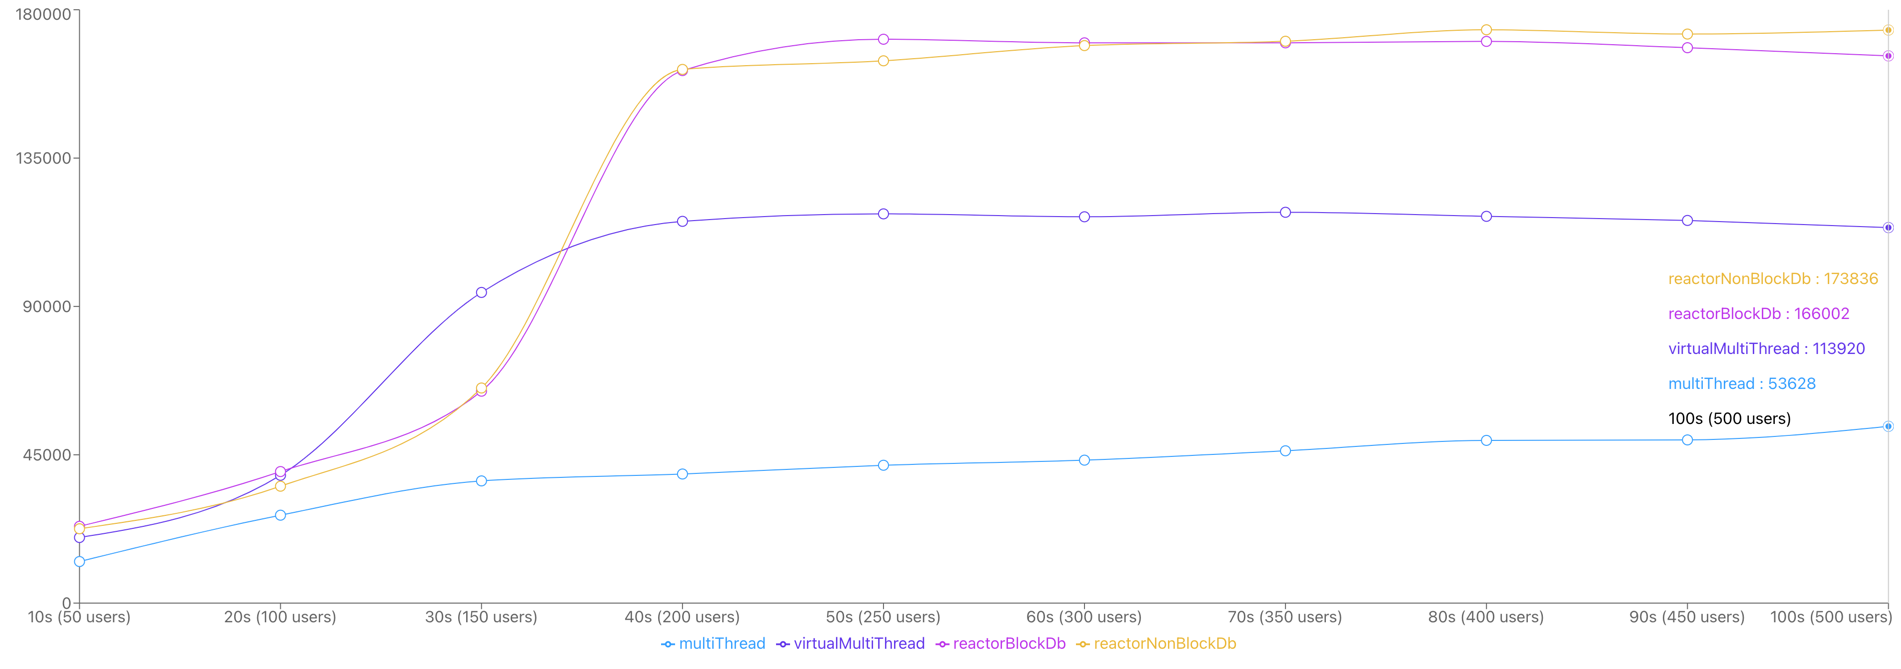 180000
135000
90000
45000
0
reactorNonBlockDb : 173836
reactorBlockDb : 166002
virtualMultiThread : 113920
multiThread : 53628
100s (500 users)
10s (50 users) 20s (100 users) 30s (150 users) 40s (200 users) 50s (250 users) 60s (300 users) 70s (350 users) 80s (400 users) 90s (450 users) 100s (500 users)
multiThread virtualMultiThread reactorBlockDb reactorNonBlockDb